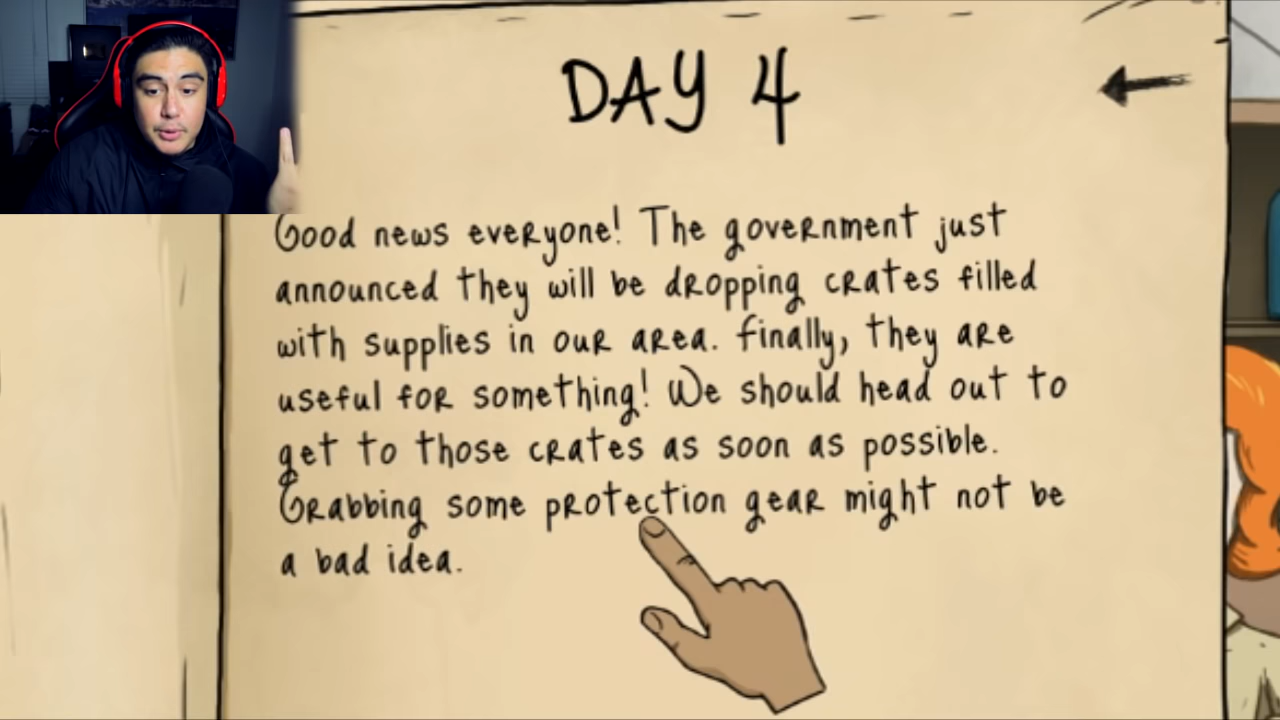 DAY 4
Good news everyone! The government just
announced they will be dropping crates filled
with supplies in our area. finally, they are
useful for something! We should head out to
get to those crates as soon as possible.
Grabbing some protection gear might not be
a bad idea.